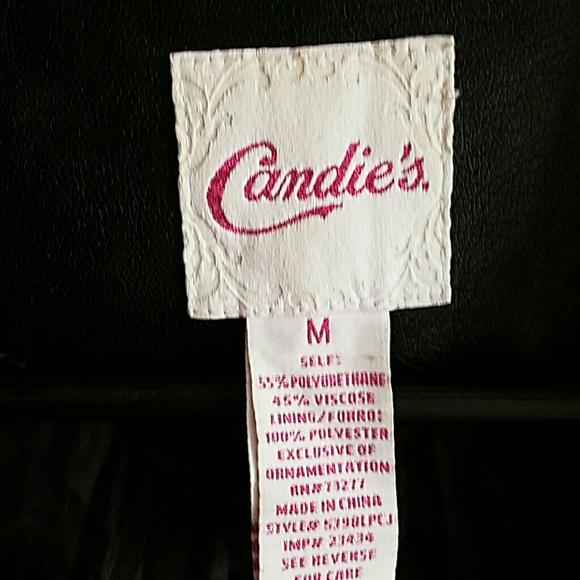 Candie's.
M
SELF:
55% POLYURETHANE
45% VISCOSE
LINING/FORRO:
100% POLYESTER
EXCLUSIVE OF
ORNAMENTATION
RN# 73277
MADE IN CHINA
STYLE#
IMP# 23434
SEE REVERSE
FOR CARE